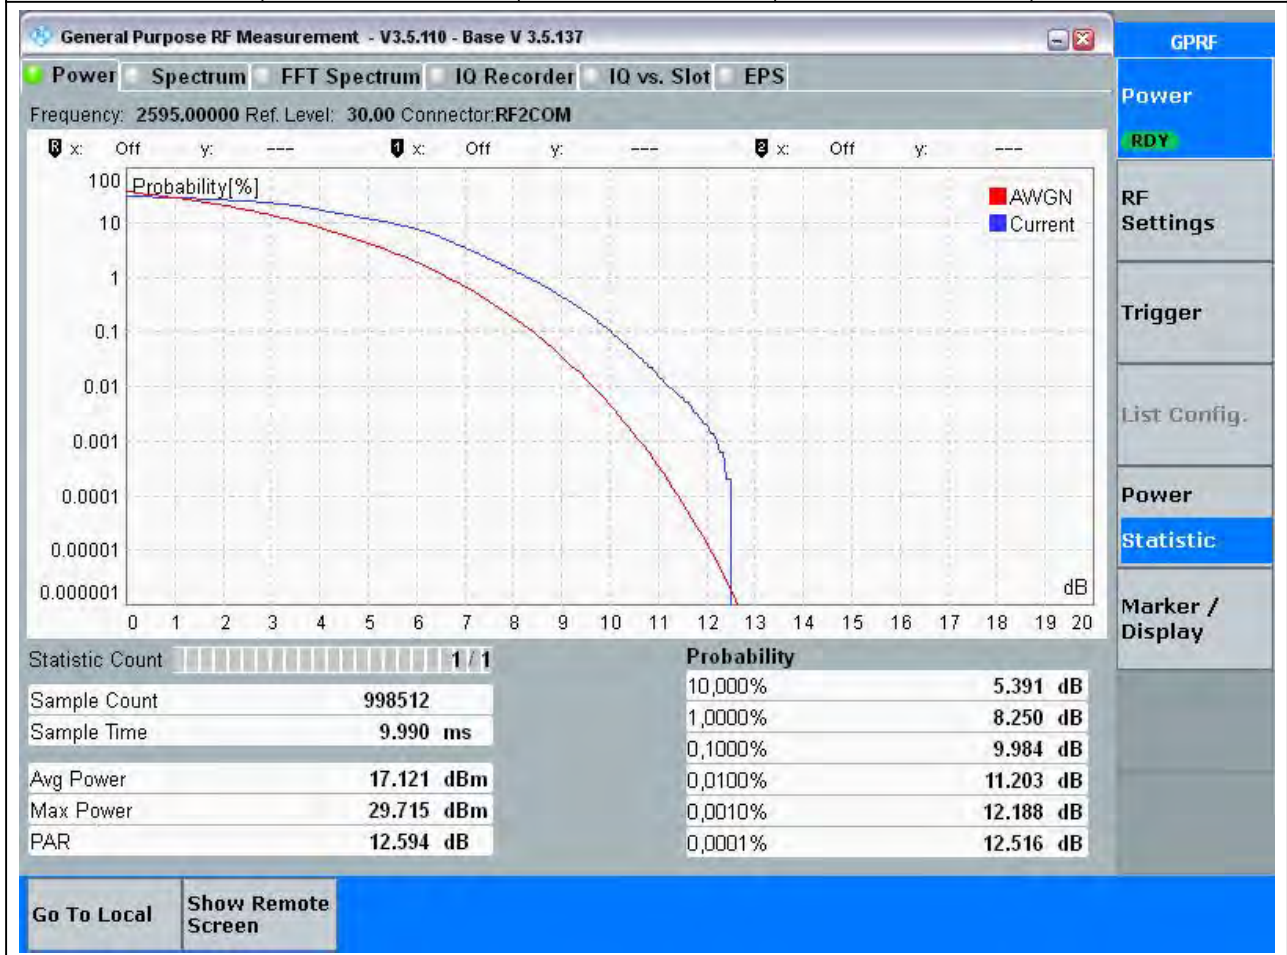 General Purpose RF Measurement - V3.5.110 - Base V 3.5.137
Power Spectrum FFT Spectrum IQ Recorder IQ vs. Slot EPS
Frequency: 2595.00000 Ref. Level: 30.00 Connector:RF2COM
R x: Off y: --- 1 x: Off y: --- 2 x: Off y: ---
Probability[%]
AWGN
Current
100
10
1
0.1
0.01
0.001
0.0001
0.00001
0.000001
dB
0 1 2 3 4 5 6 7 8 9 10 11 12 13 14 15 16 17 18 19 20
Statistic Count 1 / 1
Sample Count 998512
Sample Time 9.990 ms
Avg Power 17.121 dBm
Max Power 29.715 dBm
PAR 12.594 dB
Probability
10,000% 5.391 dB
1,0000% 8.250 dB
0,1000% 9.984 dB
0,0100% 11.203 dB
0,0010% 12.188 dB
0,0001% 12.516 dB
GPRF
Power
RDY
RF
Settings
Trigger
List Config.
Power
Statistic
Marker /
Display
Go To Local
Show Remote
Screen